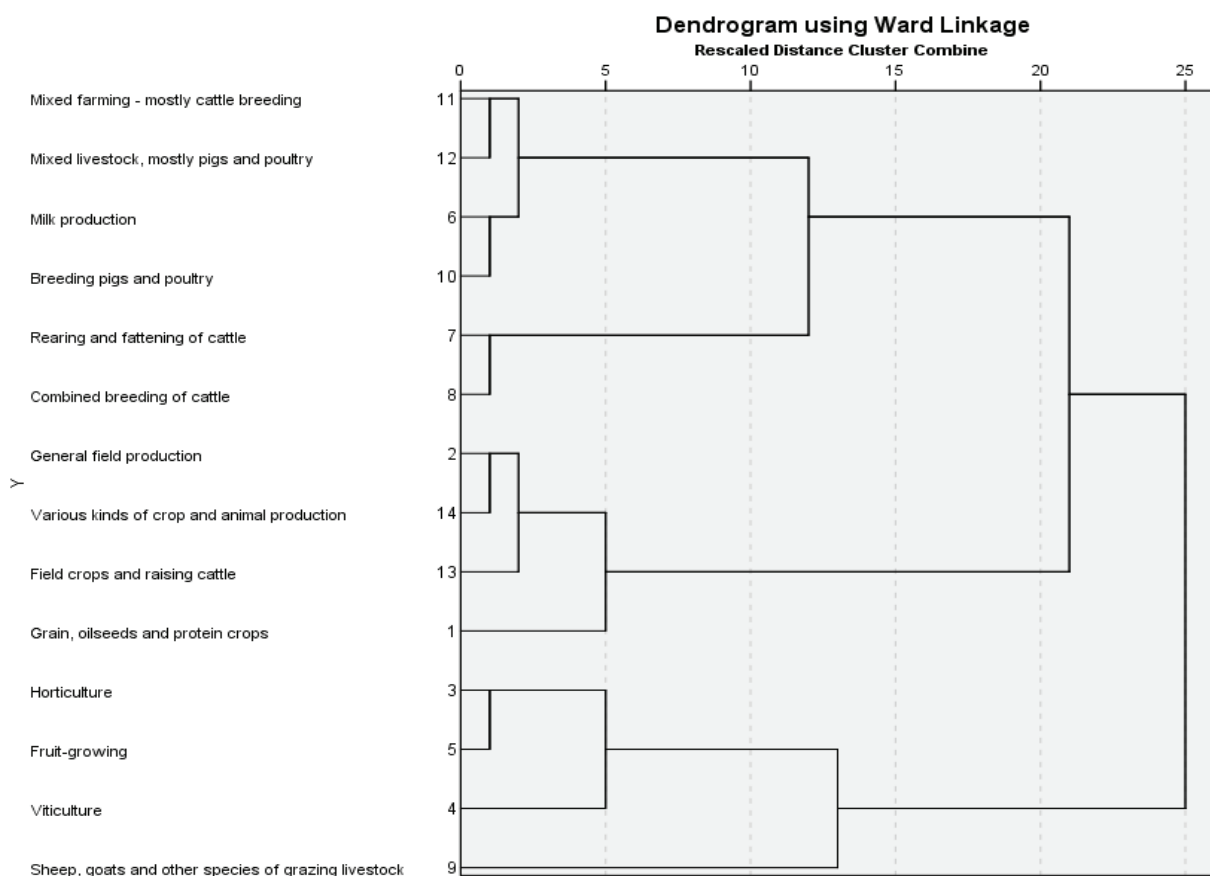 Dendrogram using Ward Linkage
Rescaled Distance Cluster Combine
0 5 10 15 20 25
Mixed farming - mostly cattle breeding 11
Mixed livestock, mostly pigs and poultry 12
Milk production 6
Breeding pigs and poultry 10
Rearing and fattening of cattle 7
Combined breeding of cattle 8
General field production 2
Y
Various kinds of crop and animal production 14
Field crops and raising cattle 13
Grain, oilseeds and protein crops 1
Horticulture 3
Fruit-growing 5
Viticulture 4
Sheep, goats and other species of grazing livestock 9